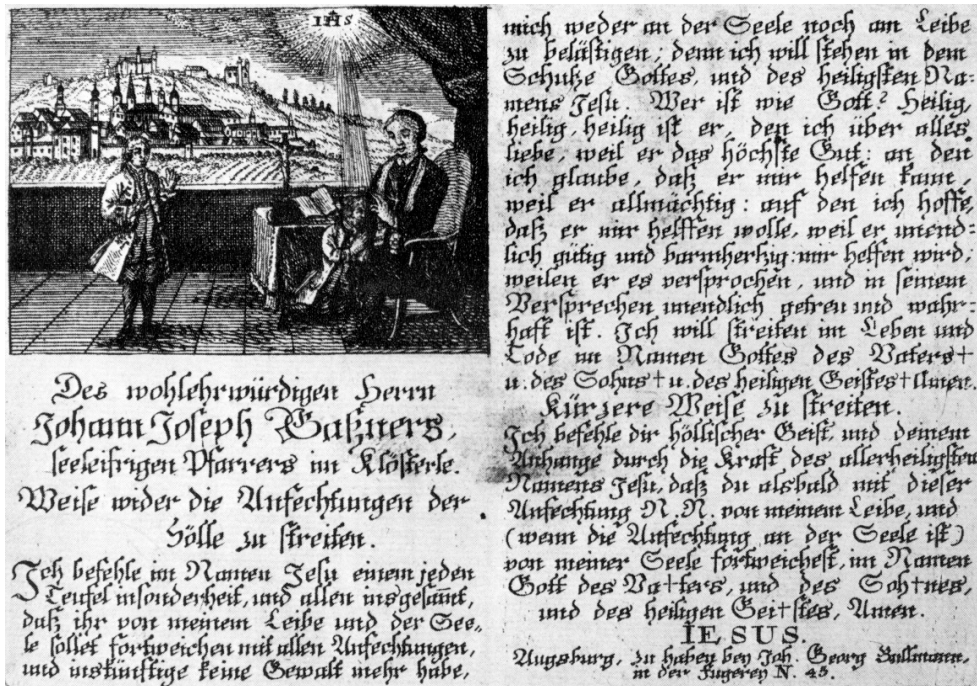 IHS
Des wohlehrwürdigen Herrn
Johann Joseph Gaßners,
seeleifrigen Pfarrers im Klösterle.
Weise wider die Anfechtungen der
Hölle zu streiten.
Ich befehle im Namen Jesu einem jeden
Teufel insonderheit, und allen insgesam̄t,
daß ihr von meinem Leibe und der See-
le sollet fortweichen mit allen Anfechtungen,
und inskünftige keine Gewalt mehr habe,
mich weder an der Seele noch am Leibe
zu belästigen; denn ich will stehen in dem
Schutze Gottes, und des heiligsten Na-
mens Jesu. Wer ist wie Gott? Heilig,
heilig, heilig ist er, den ich über alles
liebe, weil er das höchste Gut: an den
ich glaube, daß er mir helfen kann,
weil er allmächtig: auf den ich hoffe,
daß er mir helffen wolle, weil er unend-
lich gütig und barmhertzig: mir helfen wird,
weilen er es versprochen, und in seinem
Versprechen unendlich getreu und wahr-
haft ist. Ich will streiten im Leben und
Tode im Namen Gottes des Vaters†
u. des Sohns† u. des heiligen Geistes† Amen.
Kürzere Weise zu streiten.
Ich befehle dir höllischer Geist, und deinem
Anhange durch die Kraft des allerheiligsten
Namens Jesu, daß du alsbald mit dieser
Anfechtung N. N. von meinem Leibe, und
(wenn die Anfechtung an der Seele ist)
von meiner Seele fortweichest, im Namen
Gott des Va†ters, und des Soh†nes,
und des heiligen Gei†stes, Amen.
IESUS.
Augsburg, zu haben bey Joh. Georg Bullmann,
in der Fugerey N. 45.